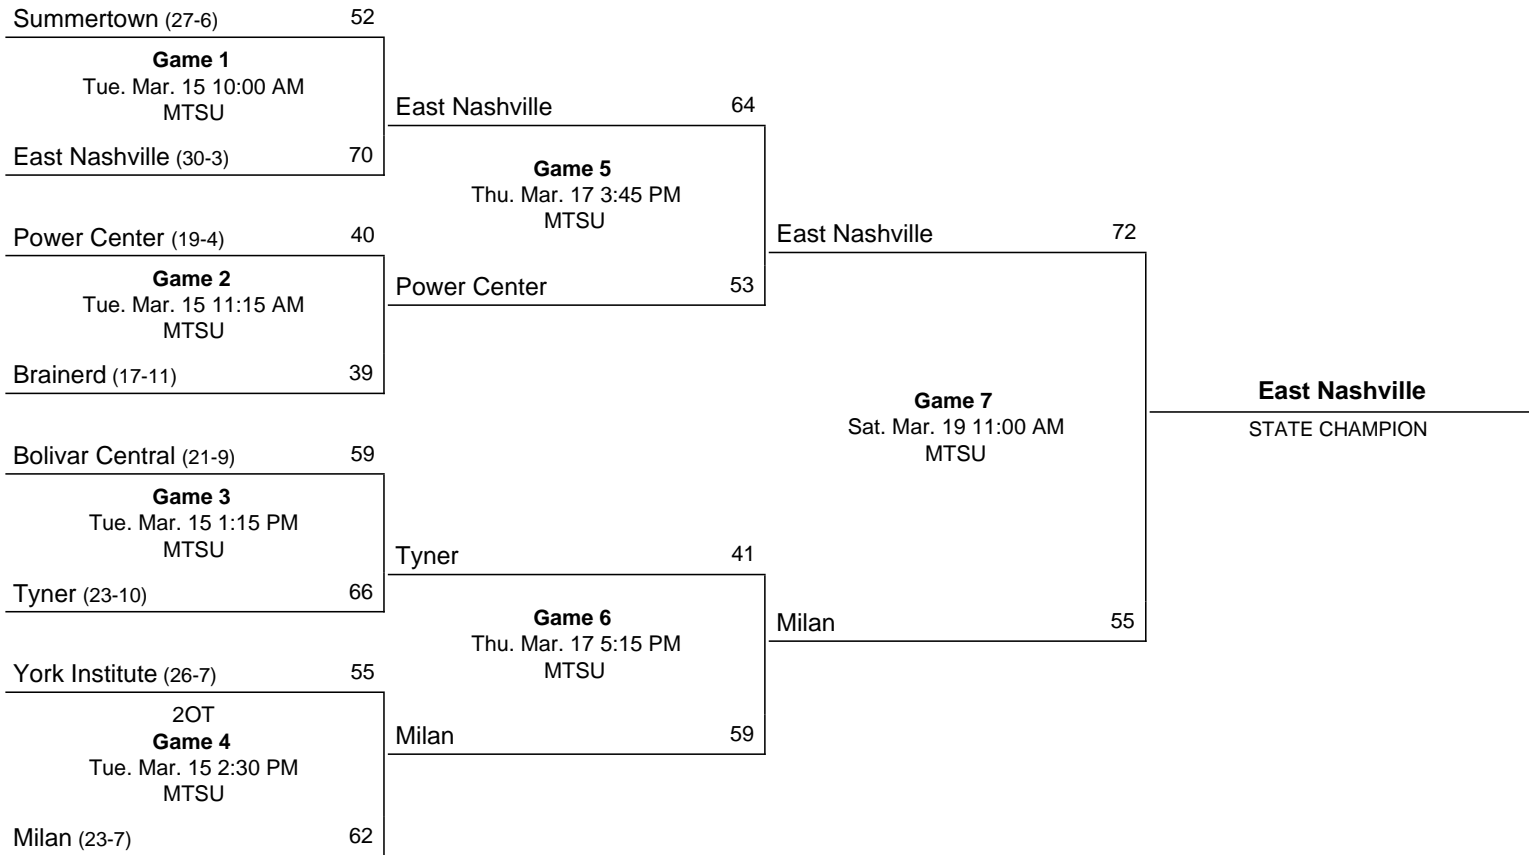 Summertown (27-6) 52
Game 1
Tue. Mar. 15 10:00 AM
MTSU
East Nashville (30-3) 70
Power Center (19-4) 40
Game 2
Tue. Mar. 15 11:15 AM
MTSU
Brainerd (17-11) 39
Bolivar Central (21-9) 59
Game 3
Tue. Mar. 15 1:15 PM
MTSU
Tyner (23-10) 66
York Institute (26-7) 55
2OT
Game 4
Tue. Mar. 15 2:30 PM
MTSU
Milan (23-7) 62
East Nashville 64
Game 5
Thu. Mar. 17 3:45 PM
MTSU
Power Center 53
Tyner 41
Game 6
Thu. Mar. 17 5:15 PM
MTSU
Milan 59
East Nashville 72
Game 7
Sat. Mar. 19 11:00 AM
MTSU
Milan 55
East Nashville
STATE CHAMPION